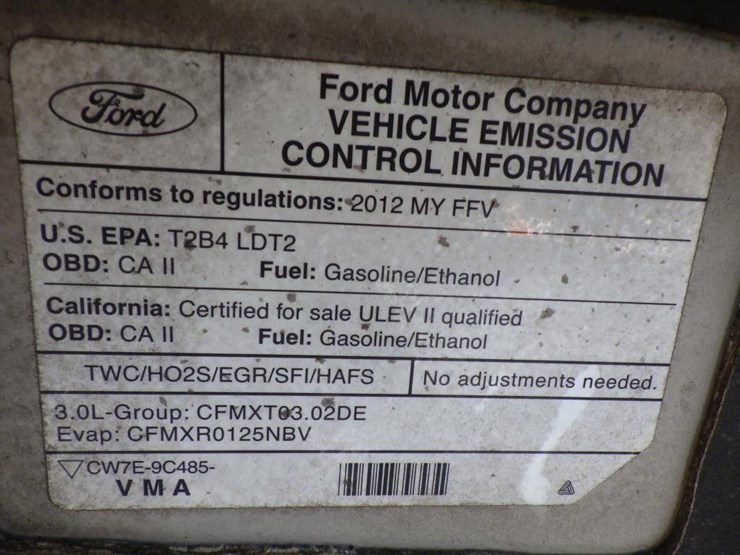 Ford
Ford Motor Company
VEHICLE EMISSION
CONTROL INFORMATION
Conforms to regulations: 2012 MY FFV
U.S. EPA: T2B4 LDT2
OBD: CA II Fuel: Gasoline/Ethanol
California: Certified for sale ULEV II qualified
OBD: CA II Fuel: Gasoline/Ethanol
TWC/HO2S/EGR/SFI/HAFS No adjustments needed.
3.0L-Group: CFMXT03.02DE
Evap: CFMXR0125NBV
CW7E-9C485-
V M A